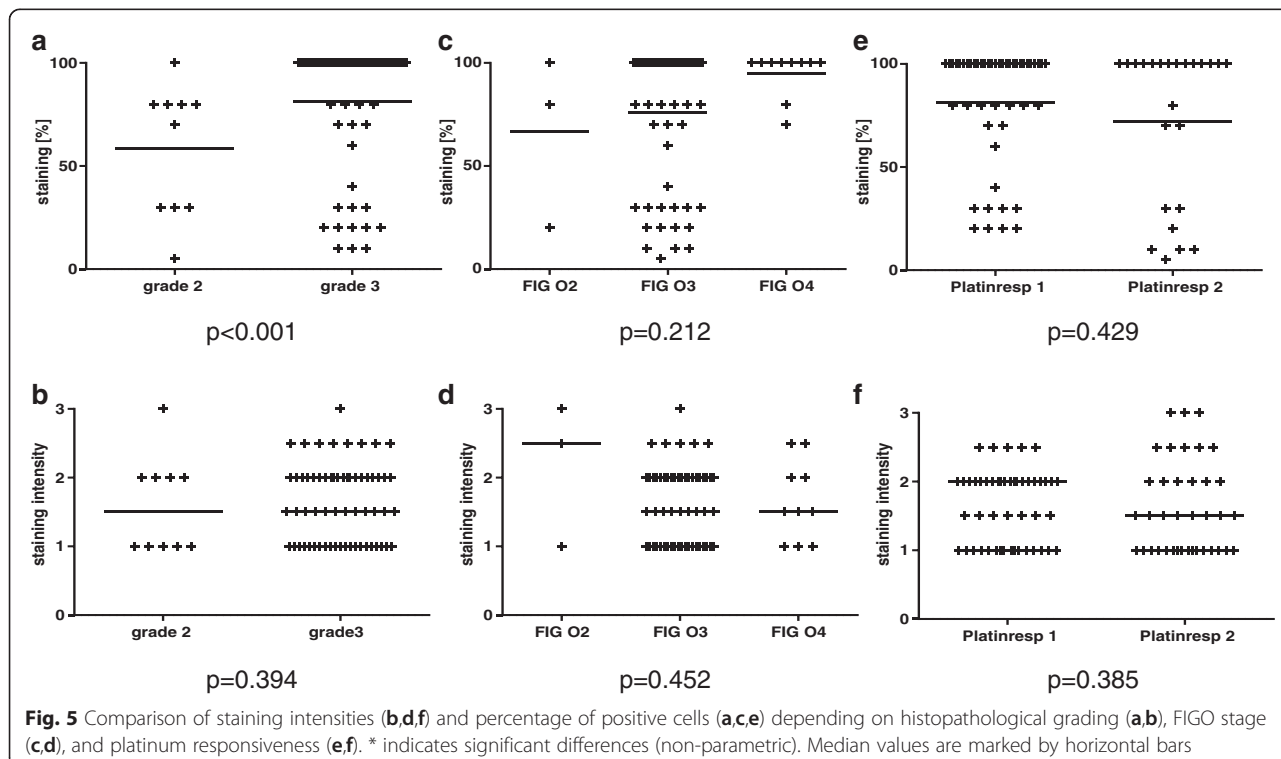 a
staining [%]
100
50
0
grade 2
grade 3
p<0.001
c
staining [%]
100
50
0
FIG O2
FIG O3
FIG O4
p=0.212
e
staining [%]
100
50
0
Platinresp 1
Platinresp 2
p=0.429
b
staining intensity
3
2
1
0
grade 2
grade3
p=0.394
d
staining intensity
3
2
1
0
FIG O2
FIG O3
FIG O4
p=0.452
f
staining intensity
3
2
1
0
Platinresp 1
Platinresp 2
p=0.385
Fig. 5 Comparison of staining intensities (b,d,f) and percentage of positive cells (a,c,e) depending on histopathological grading (a,b), FIGO stage
(c,d), and platinum responsiveness (e,f). * indicates significant differences (non-parametric). Median values are marked by horizontal bars